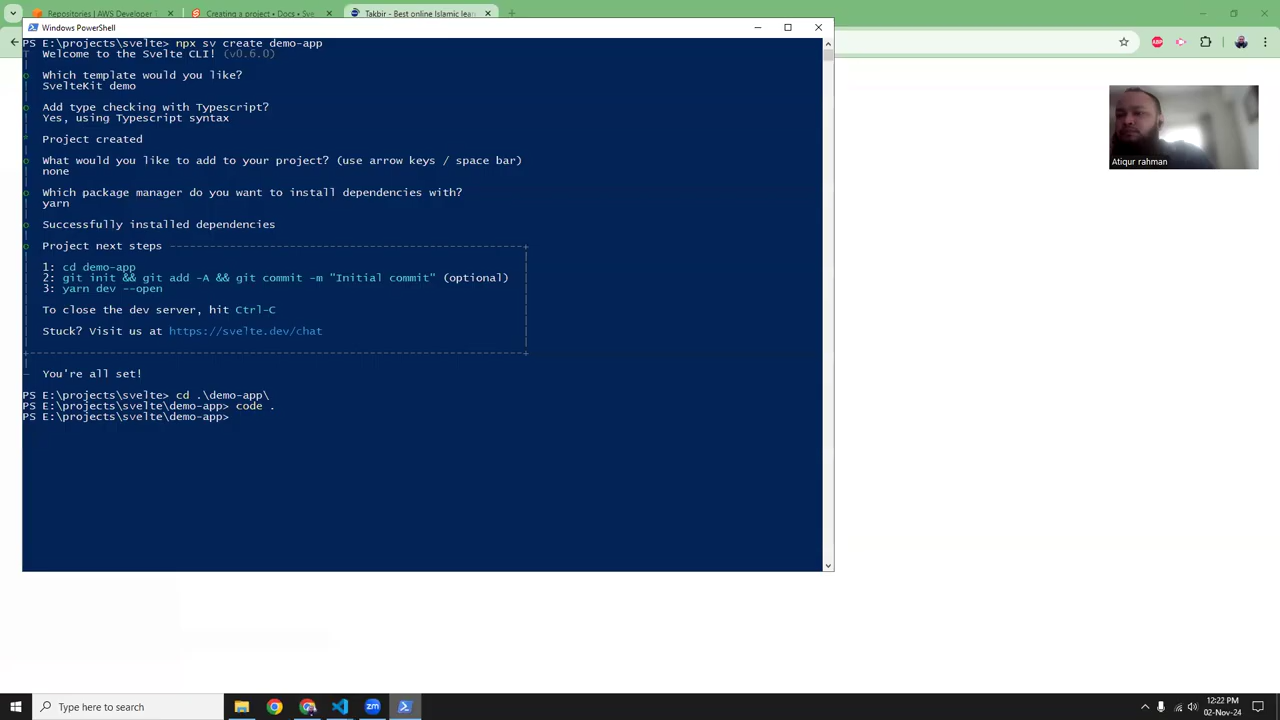 Repositories | AWS Developer T
Creating a project • Docs • Sve
Takbir - Best online Islamic lear
Windows PowerShell
PS E:\projects\svelte> npx sv create demo-app
Welcome to the Svelte CLI! (v0.6.0)
Which template would you like?
SvelteKit demo
Add type checking with Typescript?
Yes, using Typescript syntax
Project created
What would you like to add to your project? (use arrow keys / space bar)
none
Which package manager do you want to install dependencies with?
yarn
Successfully installed dependencies
Project next steps
1: cd demo-app
2: git init && git add -A && git commit -m "Initial commit" (optional)
3: yarn dev --open
To close the dev server, hit Ctrl-C
Stuck? Visit us at https://svelte.dev/chat
You're all set!
PS E:\projects\svelte> cd .\demo-app\
PS E:\projects\svelte\demo-app> code .
PS E:\projects\svelte\demo-app>
Atiqur rahman
Type here to search
zm
12:22 PM
02-Nov-24